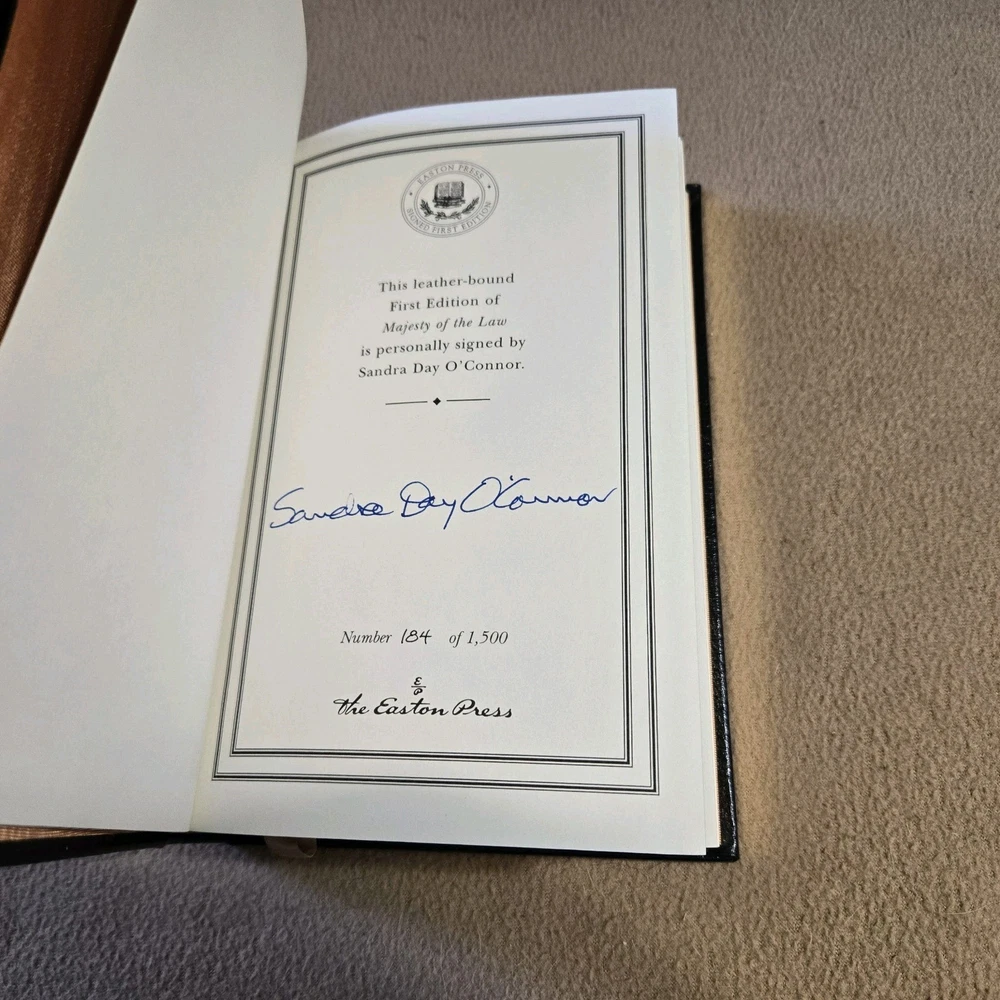 EASTON PRESS
SIGNED FIRST EDITION
This leather-bound
First Edition of
Majesty of the Law
is personally signed by
Sandra Day O'Connor.
Sandra Day O'Connor
Number 184 of 1,500
E
P
the Easton Press